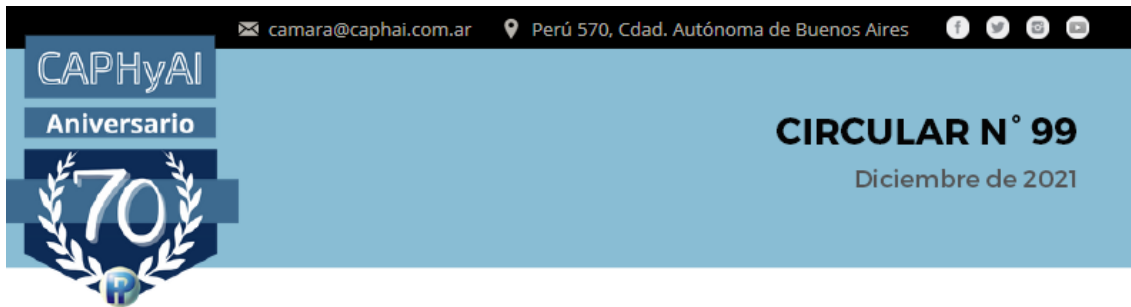 camara@caphai.com.ar Perú 570, Cdad. Autónoma de Buenos Aires
CAPHyAI
Aniversario
70
CIRCULAR N° 99
Diciembre de 2021